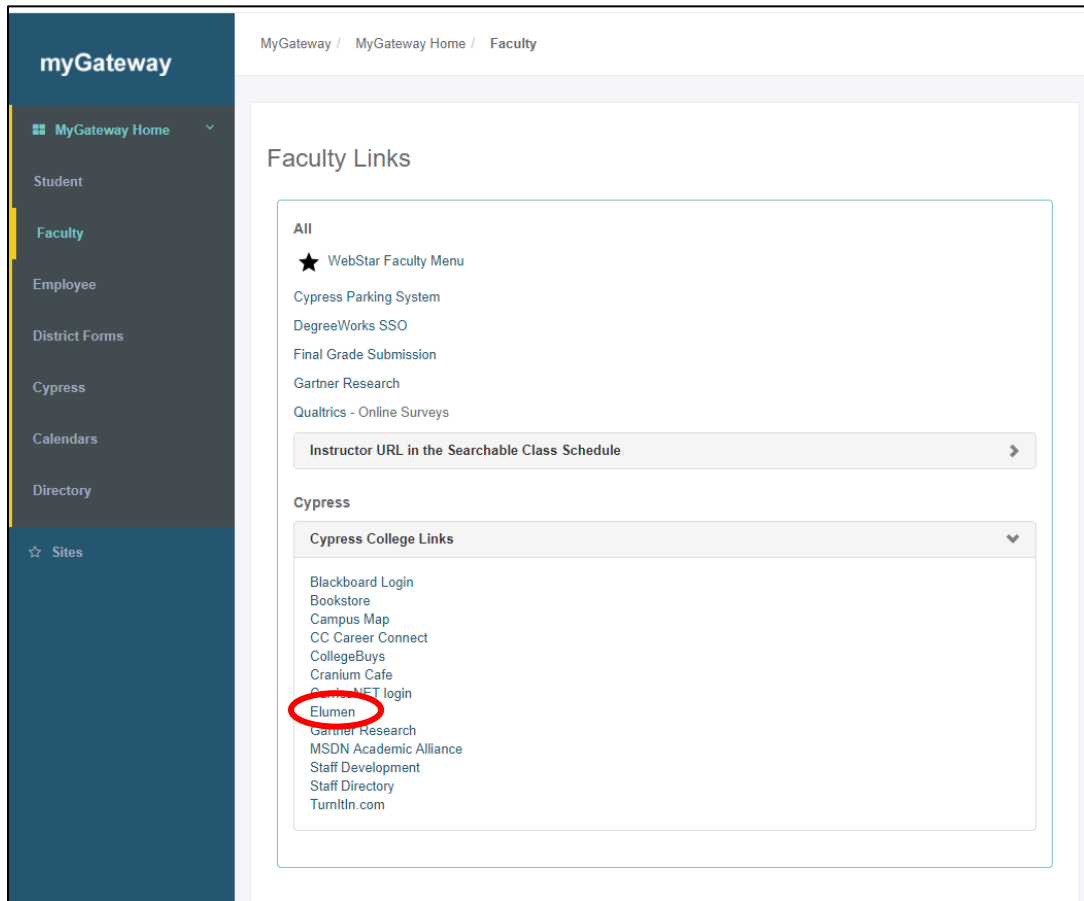 myGateway
MyGateway / MyGateway Home / Faculty
MyGateway Home
Student
Faculty
Employee
District Forms
Cypress
Calendars
Directory
Sites
Faculty Links
All
WebStar Faculty Menu
Cypress Parking System
DegreeWorks SSO
Final Grade Submission
Gartner Research
Qualtrics - Online Surveys
Instructor URL in the Searchable Class Schedule
Cypress
Cypress College Links
Blackboard Login
Bookstore
Campus Map
CC Career Connect
CollegeBuys
Cranium Cafe
CurricuNET login
Elumen
Gartner Research
MSDN Academic Alliance
Staff Development
Staff Directory
TurnItIn.com